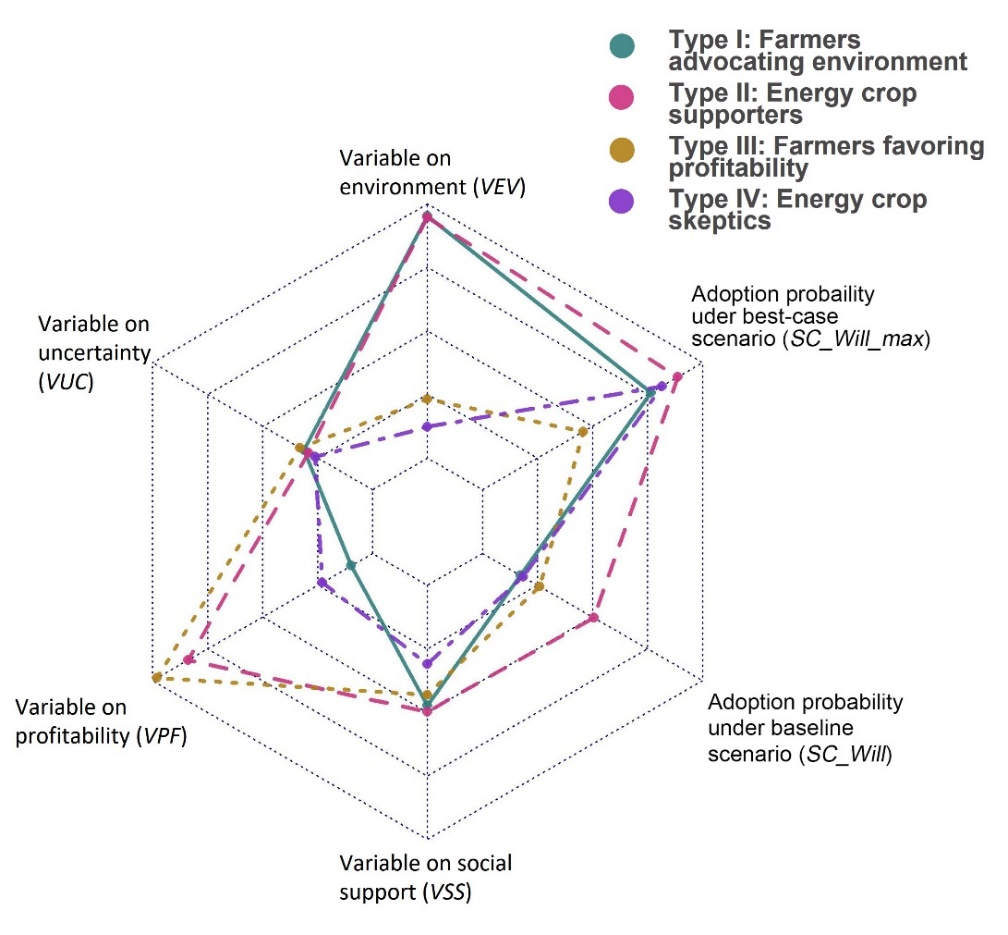 Type I: Farmers
advocating environment
Type II: Energy crop
supporters
Type III: Farmers favoring
profitability
Type IV: Energy crop
skeptics
Variable on
environment (VEV)
Adoption probaility
uder best-case
scenario (SC_Will_max)
Variable on
uncertainty
(VUC)
Variable on
profitability (VPF)
Adoption probability
under baseline
scenario (SC_Will)
Variable on social
support (VSS)